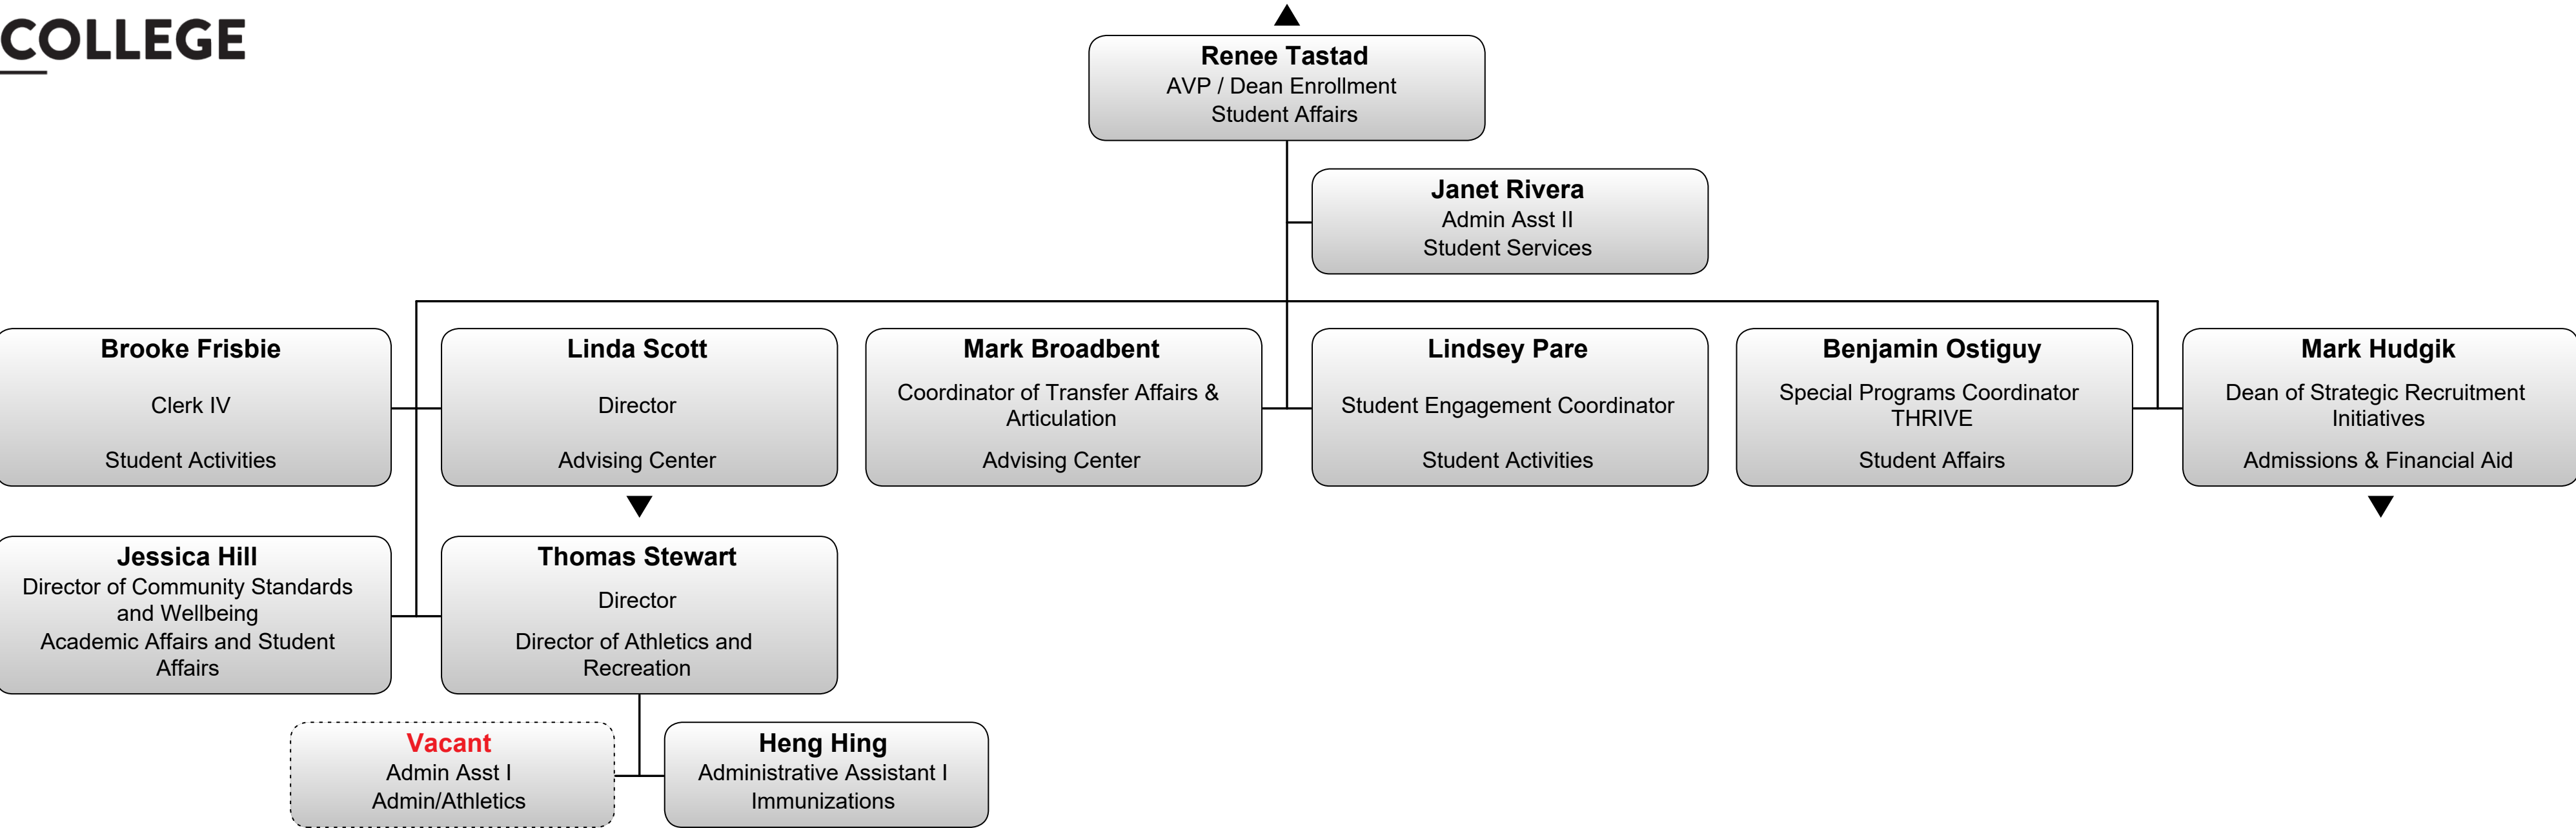 COLLEGE
Renee Tastad
AVP / Dean Enrollment
Student Affairs
Janet Rivera
Admin Asst II
Student Services
Brooke Frisbie
Clerk IV
Student Activities
Linda Scott
Director
Advising Center
Mark Broadbent
Coordinator of Transfer Affairs &
Articulation
Advising Center
Lindsey Pare
Student Engagement Coordinator
Student Activities
Benjamin Ostiguy
Special Programs Coordinator
THRIVE
Student Affairs
Mark Hudgik
Dean of Strategic Recruitment
Initiatives
Admissions & Financial Aid
Jessica Hill
Director of Community Standards
and Wellbeing
Academic Affairs and Student
Affairs
Thomas Stewart
Director
Director of Athletics and
Recreation
Vacant
Admin Asst I
Admin/Athletics
Heng Hing
Administrative Assistant I
Immunizations